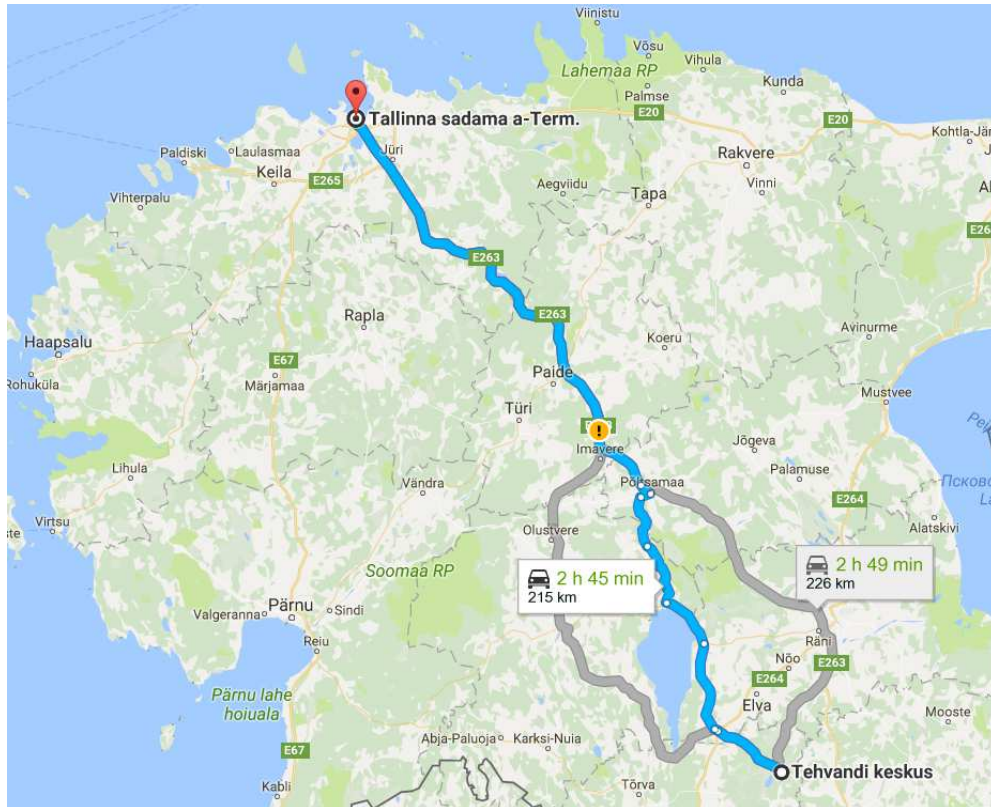 Viinistu
Võsu
Vihula
Lahemaa RP
Palmse
Kunda
E20
E20
Tallinna sadama a-Term.
Kohtla-Jä
Laulasmaa
Jüri
Paldiski
Keila
E265
Rakvere
Vinni
Aegviidu
Tapa
Vihterpalu
E263
E263
Rapla
Koeru
Avinurme
Haapsalu
Rohuküla
E67
Märjamaa
Paide
Türi
Mustvee
Imavere
Jõgeva
Lihula
Vändra
Põltsamaa
Palamuse
E264
Virtsu
Olustvere
Alatskivi
Soomaa RP
2 h 45 min
215 km
2 h 49 min
226 km
Pärnu
Sindi
Valgeranna
Reiu
Räni
Nõo
E263
E264
Elva
Pärnu lahe
hoiuala
Mooste
E67
Abja-Paluoja
Karksi-Nuia
Kabli
Tõrva
Tehvandi keskus